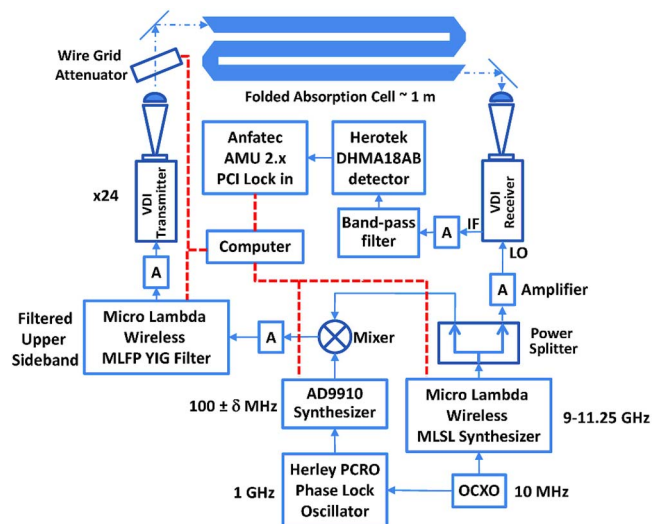 Wire Grid
Attenuator
Folded Absorption Cell ~ 1 m
x24
VDI
Transmitter
Anfatec
AMU 2.x
PCI Lock in
Herotek
DHMA18AB
detector
VDI
Receiver
Band-pass
filter
A
IF
LO
Computer
A
A
Amplifier
Filtered
Upper
Sideband
Micro Lambda
Wireless
MLFP YIG Filter
A
Mixer
Power
Splitter
100 ± δ MHz
AD9910
Synthesizer
Micro Lambda
Wireless
MLSL Synthesizer
9-11.25 GHz
1 GHz
Herley PCRO
Phase Lock
Oscillator
OCXO
10 MHz